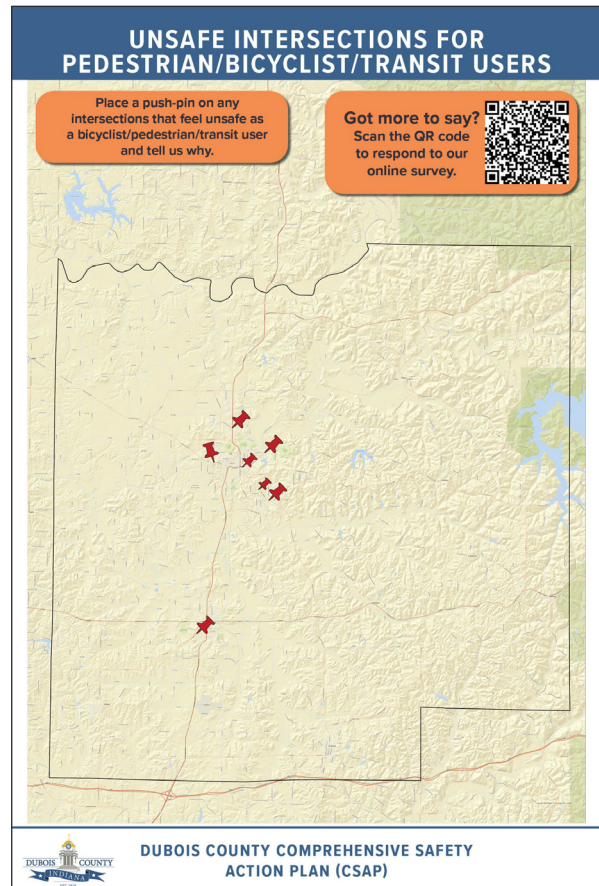 UNSAFE INTERSECTIONS FOR
PEDESTRIAN/BICYCLIST/TRANSIT USERS
Place a push-pin on any
intersections that feel unsafe as
a bicyclist/pedestrian/transit user
and tell us why.
Got more to say?
Scan the QR code
to respond to our
online survey.
DUBOIS COUNTY
INDIANA
DUBOIS COUNTY COMPREHENSIVE SAFETY
ACTION PLAN (CSAP)